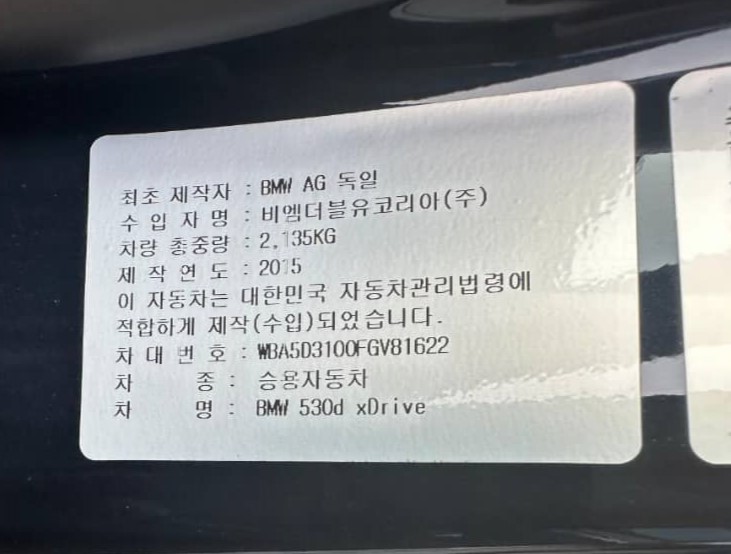 최초 제작자 : BMW AG 독일
수 입 자 명 : 비엠더블유코리아(주)
차량 총중량 : 2,135KG
제 작 연 도 : 2015
이 자동차는 대한민국 자동차관리법령에
적합하게 제작(수입)되었습니다.
차 대 번 호 : WBA5D3100FGV81622
차 종 : 승용자동차
차 명 : BMW 530d xDrive